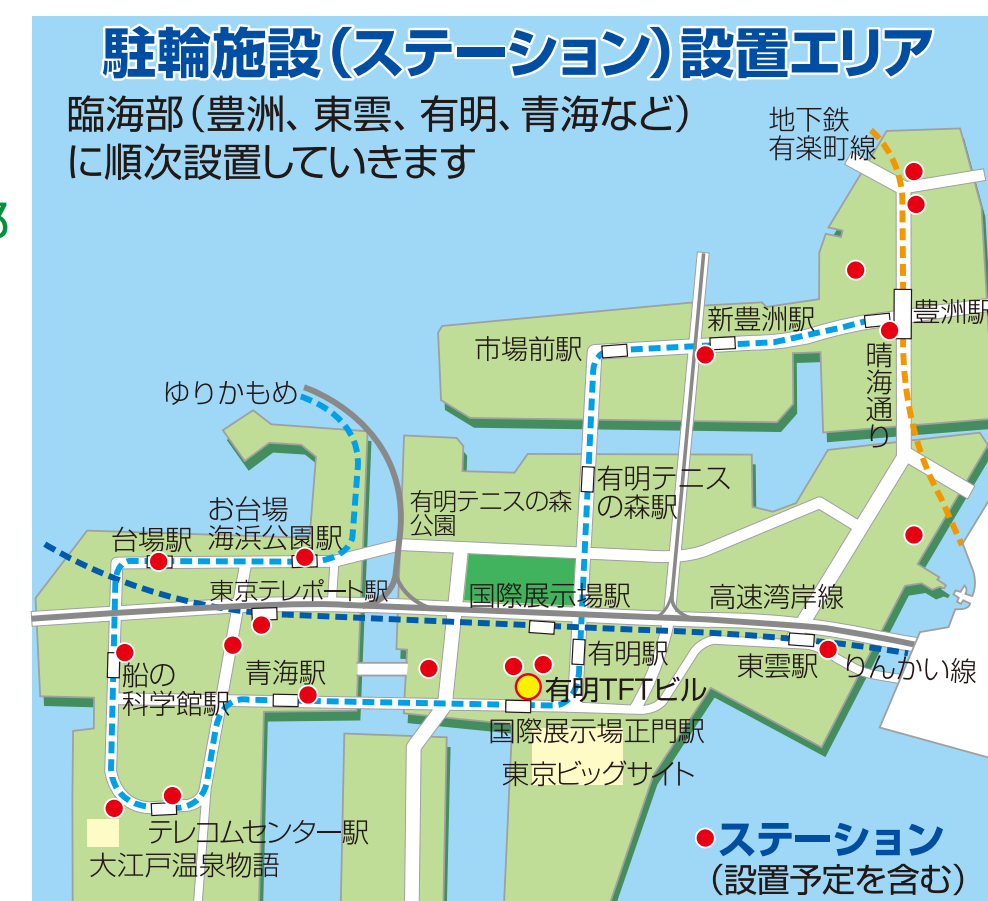 駐輪施設（ステーション）設置エリア
臨海部（豊洲、東雲、有明、青海など）
に順次設置していきます
地下鉄
有楽町線
豊洲駅
新豊洲駅
市場前駅
晴海通り
ゆりかもめ
有明テニス
の森駅
有明テニスの森
公園
お台場
海浜公園駅
台場駅
東京テレポート駅
国際展示場駅
高速湾岸線
有明駅
東雲駅
りんかい線
船の
科学館駅
青海駅
有明TFTビル
国際展示場正門駅
東京ビッグサイト
テレコムセンター駅
大江戸温泉物語
ステーション
（設置予定を含む）